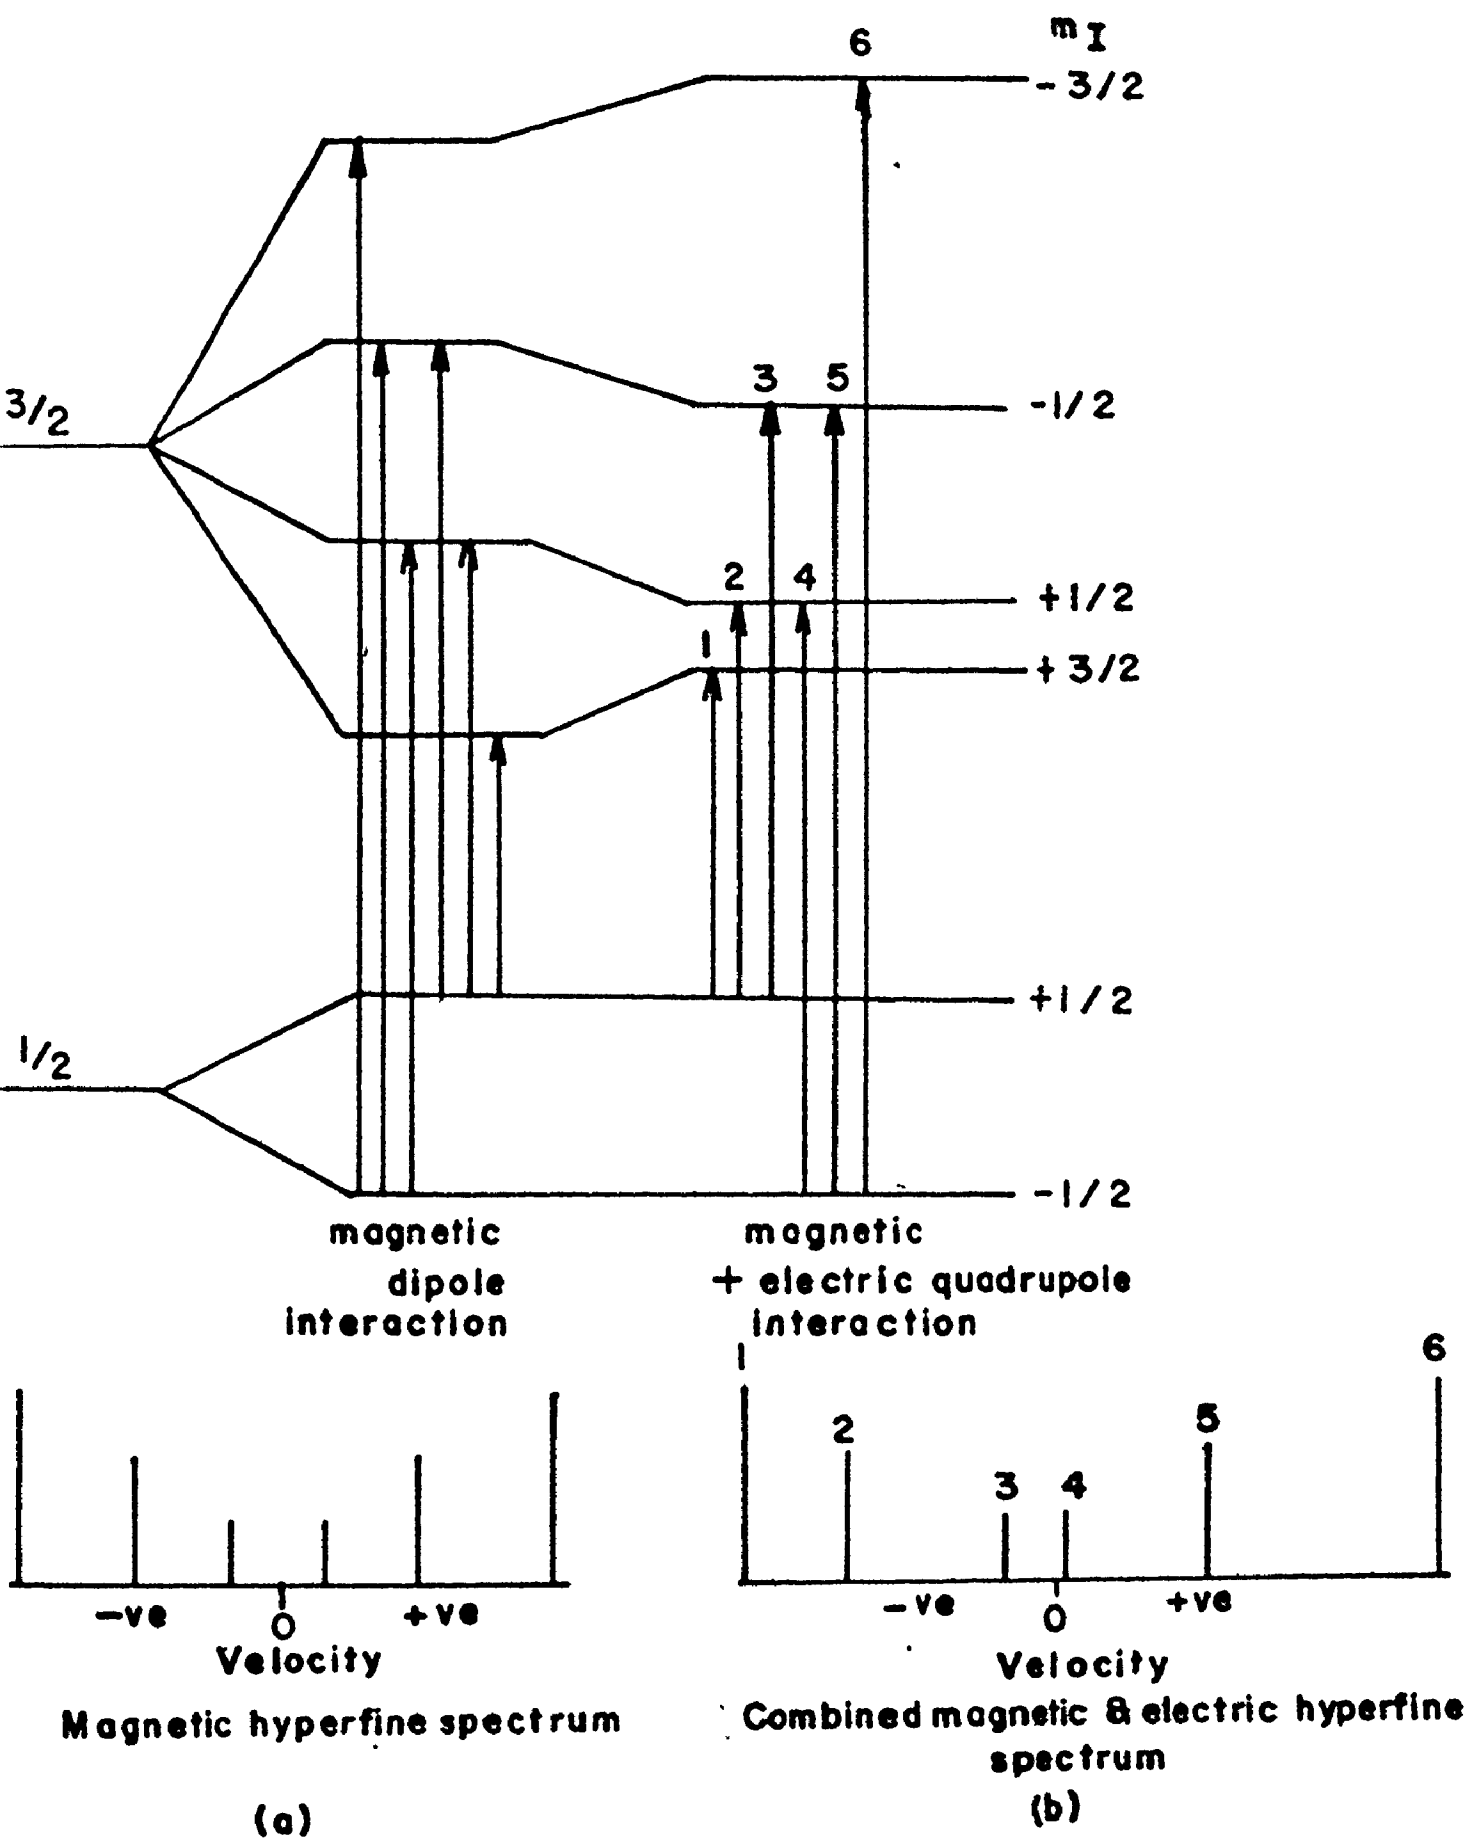 m I
6
- 3/2
3/2
3 5
-1/2
2 4
+1/2
1
+ 3/2
+1/2
1/2
-1/2
magnetic
dipole
interaction
magnetic
+ electric quadrupole
interaction
1
2
3
4
5
6
-ve
0
+ve
Velocity
Magnetic hyperfine spectrum
(a)
-ve
0
+ve
Velocity
Combined magnetic & electric hyperfine
spectrum
(b)